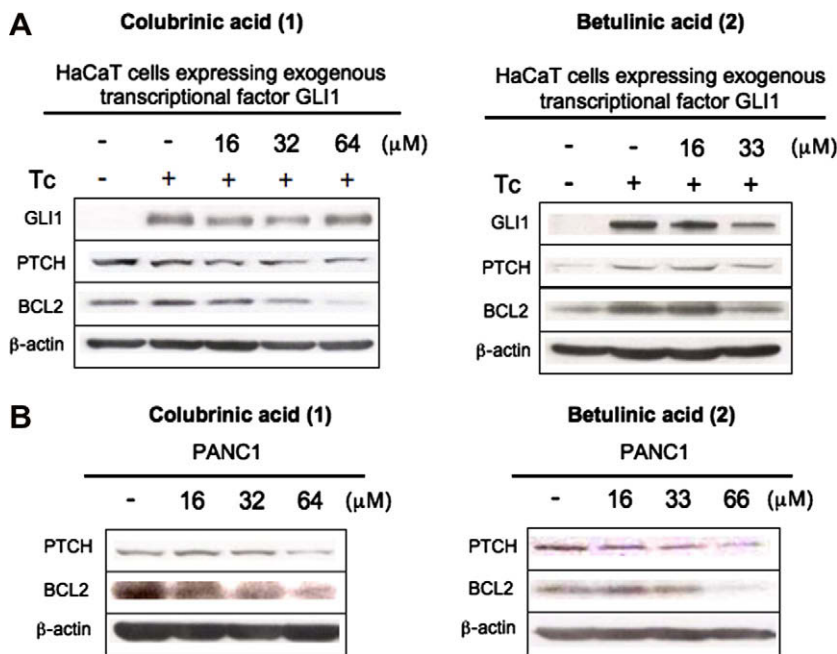 A
Colubrinic acid (1)
HaCaT cells expressing exogenous
transcriptional factor GLI1
- - 16 32 64 (μM)
Tc - + + + +
GLI1
PTCH
BCL2
β-actin
Betulinic acid (2)
HaCaT cells expressing exogenous
transcriptional factor GLI1
- - 16 33 (μM)
Tc - + + +
GLI1
PTCH
BCL2
β-actin
B
Colubrinic acid (1)
PANC1
- 16 32 64 (μM)
PTCH
BCL2
β-actin
Betulinic acid (2)
PANC1
- 16 33 66 (μM)
PTCH
BCL2
β-actin